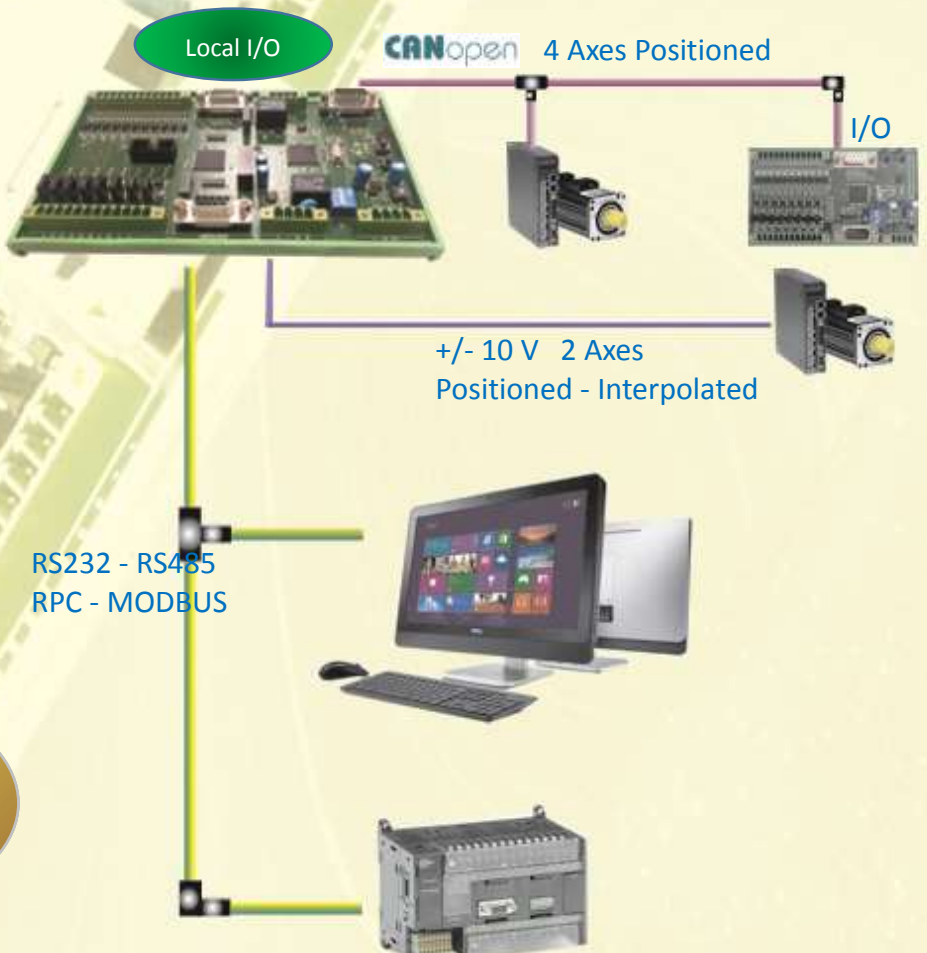 Local I/O
CANopen 4 Axes Positioned
I/O
+/- 10 V 2 Axes
Positioned - Interpolated
RS232 - RS485
RPC - MODBUS